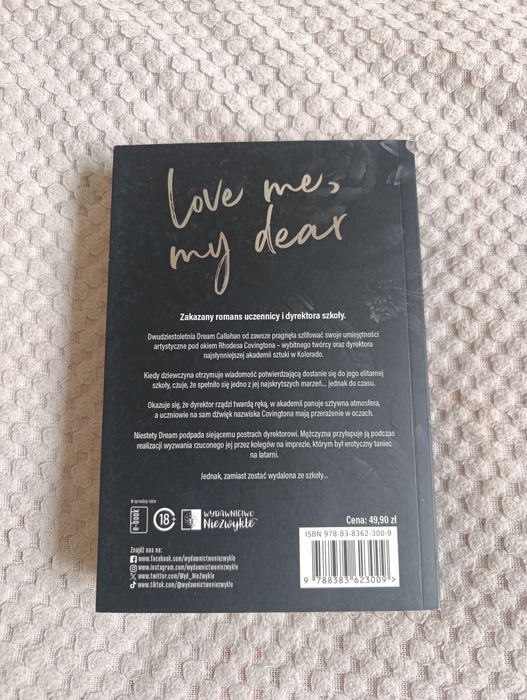 love me,
my dear
Zakazany romans uczennicy i dyrektora szkoły.
Dwudziestoletnia Dream Callahan od zawsze pragnęła szlifować swoje umiejętności
artystyczne pod okiem Rhodesa Covingtona – wybitnego twórcy oraz dyrektora
najsłynniejszej akademii sztuki w Kolorado.
Kiedy dziewczyna otrzymuje wiadomość potwierdzającą dostanie się do jego elitarnej
szkoły, czuje, że spełniło się jedno z jej najskrytszych marzeń... jednak do czasu.
Okazuje się, że dyrektor rządzi twardą ręką, w akademii panuje sztywna atmosfera,
a uczniowie na sam dźwięk nazwiska Covingtona mają przerażenie w oczach.
Niestety Dream podpada siejącemu postrach dyrektorowi. Mężczyzna przyłapuje ją podczas
realizacji wyzwania rzuconego jej przez kolegów na imprezie, którym był erotyczny taniec
na latarni.
Jednak, zamiast zostać wydalona ze szkoły...
W sprzedaży także
e-book
18+
WYDAWNICTWO
NieZwykłe
Cena: 49,90 zł
ISBN 978-83-8362-300-9
9 788383 623009 >
Znajdź nas na:
www.facebook.com/wydawnictwoniezwykle
www.instagram.com/wydawnictwoniezwykle
www.twitter.com/Wyd_NieZwykle
www.tiktok.com/@wydawnictwoniezwykle